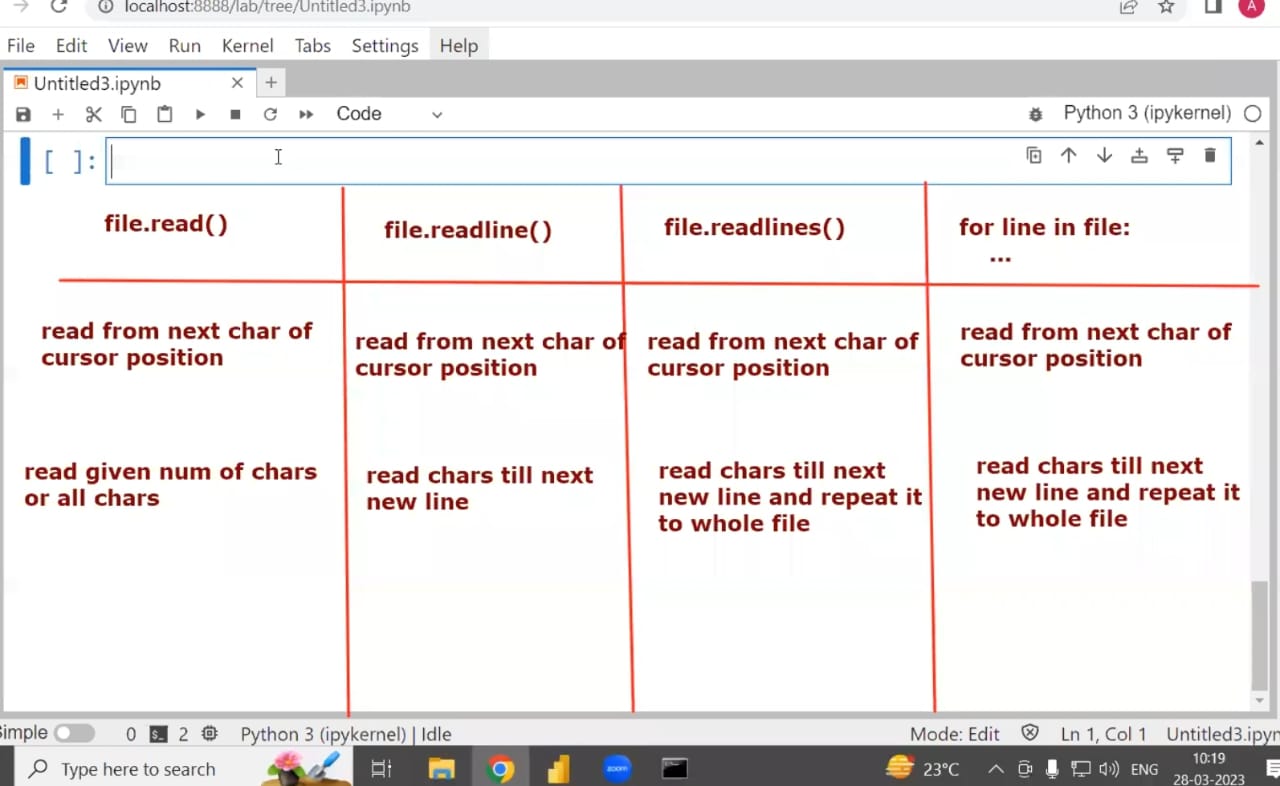 localhost:8888/lab/tree/Untitled3.ipynb
A
File Edit View Run Kernel Tabs Settings Help
Untitled3.ipynb
Code
Python 3 (ipykernel)
[ ]:
file.read()
file.readline()
file.readlines()
for line in file:
...
read from next char of
cursor position
read from next char of
cursor position
read from next char of
cursor position
read from next char of
cursor position
read given num of chars
or all chars
read chars till next
new line
read chars till next
new line and repeat it
to whole file
read chars till next
new line and repeat it
to whole file
imple 0 $_ 2 Python 3 (ipykernel) | Idle Mode: Edit Ln 1, Col 1 Untitled3.ipyn
Type here to search
zoom
23°C
ENG
10:19
28-03-2023